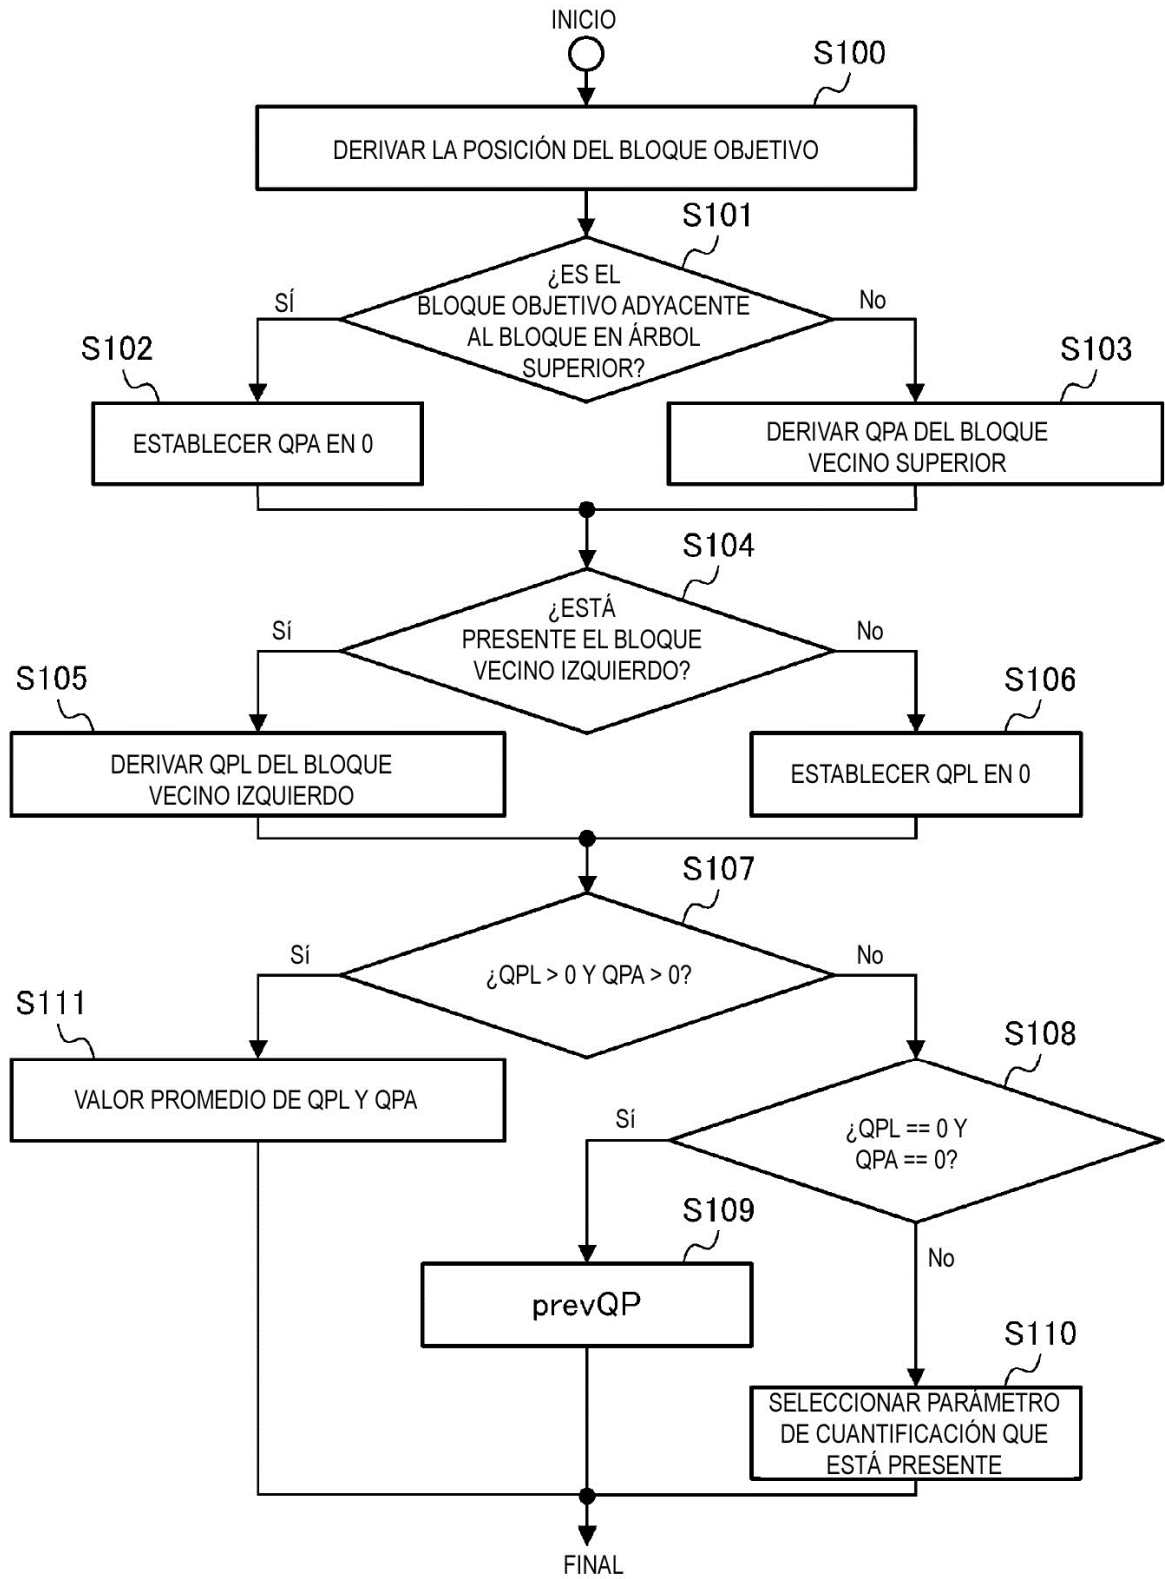 INICIO
S100
DERIVAR LA POSICIÓN DEL BLOQUE OBJETIVO
S101
¿ES EL
BLOQUE OBJETIVO ADYACENTE
AL BLOQUE EN ÁRBOL
SUPERIOR?
SÍ
No
S102
ESTABLECER QPA EN 0
S103
DERIVAR QPA DEL BLOQUE
VECINO SUPERIOR
S104
¿ESTÁ
PRESENTE EL BLOQUE
VECINO IZQUIERDO?
Sí
No
S105
DERIVAR QPL DEL BLOQUE
VECINO IZQUIERDO
S106
ESTABLECER QPL EN 0
S107
¿QPL > 0 Y QPA > 0?
Sí
No
S111
VALOR PROMEDIO DE QPL Y QPA
S108
¿QPL == 0 Y
QPA == 0?
Sí
No
S109
prevQP
S110
SELECCIONAR PARÁMETRO
DE CUANTIFICACIÓN QUE
ESTÁ PRESENTE
FINAL